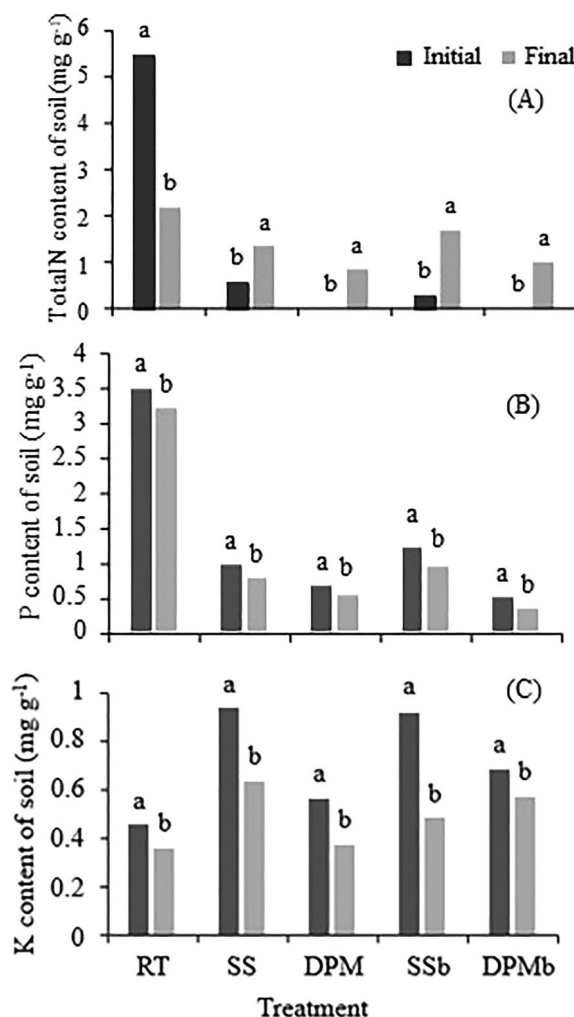 Initial Final
(A)
Total N content of soil (mg g-1)
6
5
4
3
2
1
0
a
b
b
a
b
a
b
a
b
a
(B)
P content of soil (mg g-1)
4
3.5
3
2.5
2
1.5
1
0.5
0
a
b
a
b
a
b
a
b
a
b
(C)
K content of soil (mg g-1)
1
0.8
0.6
0.4
0.2
0
a
b
a
b
a
b
a
b
a
b
RT SS DPM SSb DPMb
Treatment